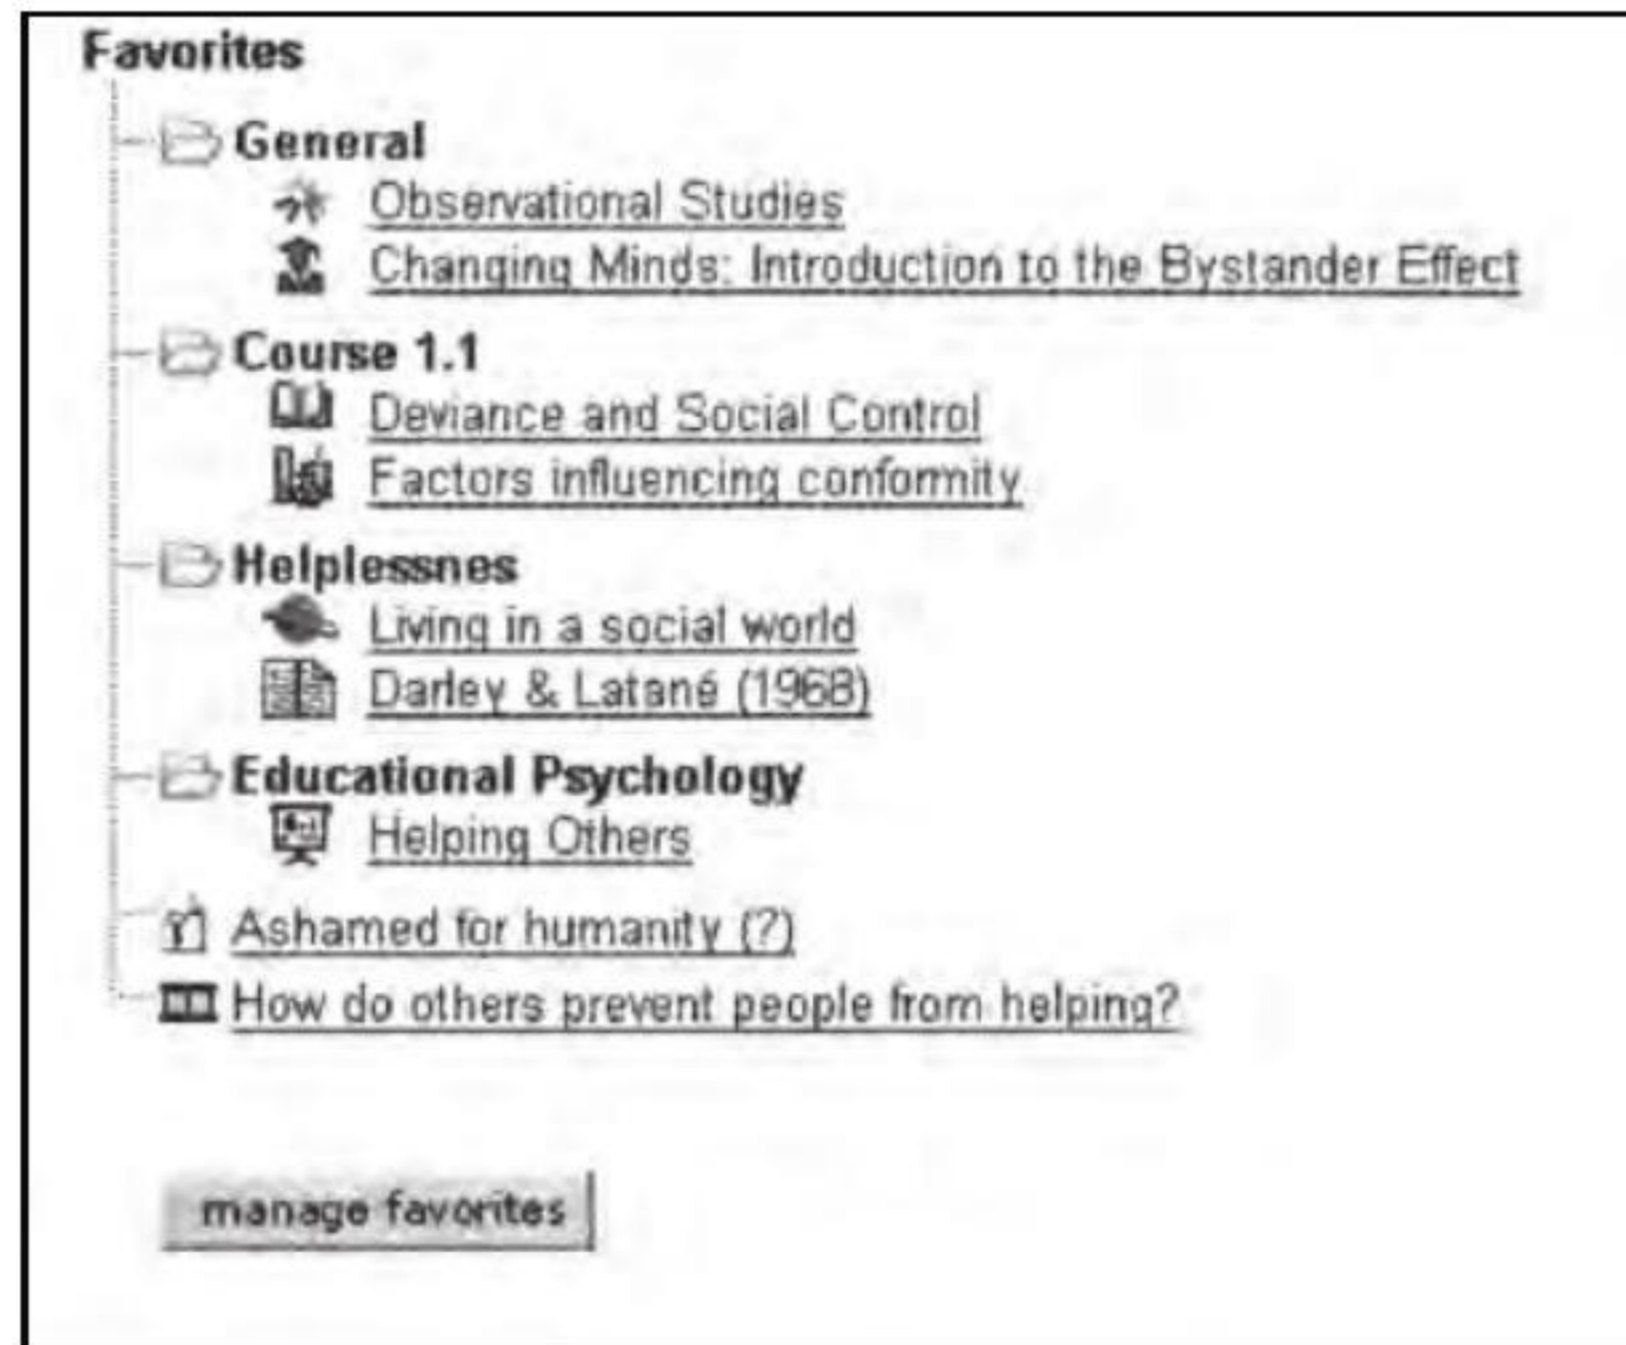 Favorites
General
Observational Studies
Changing Minds: Introduction to the Bystander Effect
Course 1.1
Deviance and Social Control
Factors influencing conformity
Helplessnes
Living in a social world
Darley & Latané (1968)
Educational Psychology
Helping Others
Ashamed for humanity (?)
How do others prevent people from helping?
manage favorites